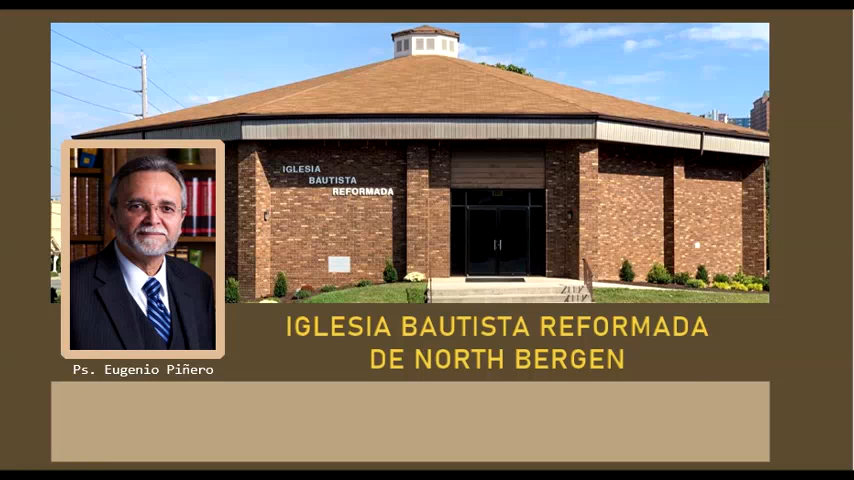 IGLESIA
BAUTISTA
REFORMADA
IGLESIA BAUTISTA REFORMADA
DE NORTH BERGEN
Ps. Eugenio Piñero